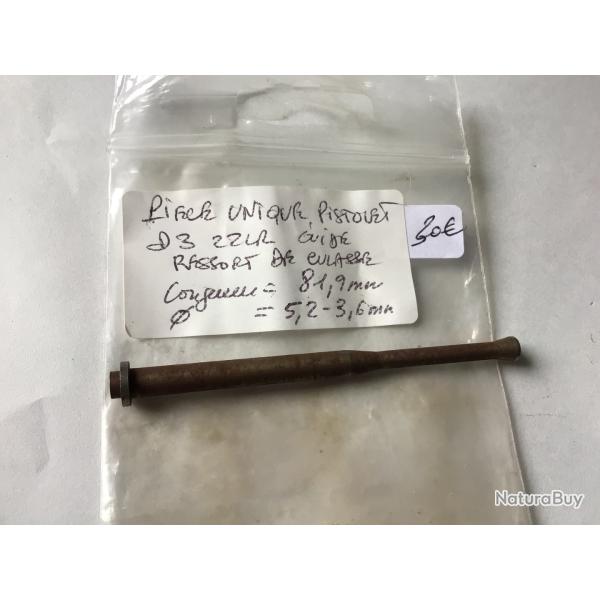 PIECE UNIQUE, PISTOLET
D3 22LR GUIDE
RESSORT DE CULASSE
Longueur = 81,9mm
Ø = 5,2-3,6mm
30€
NaturaBuy